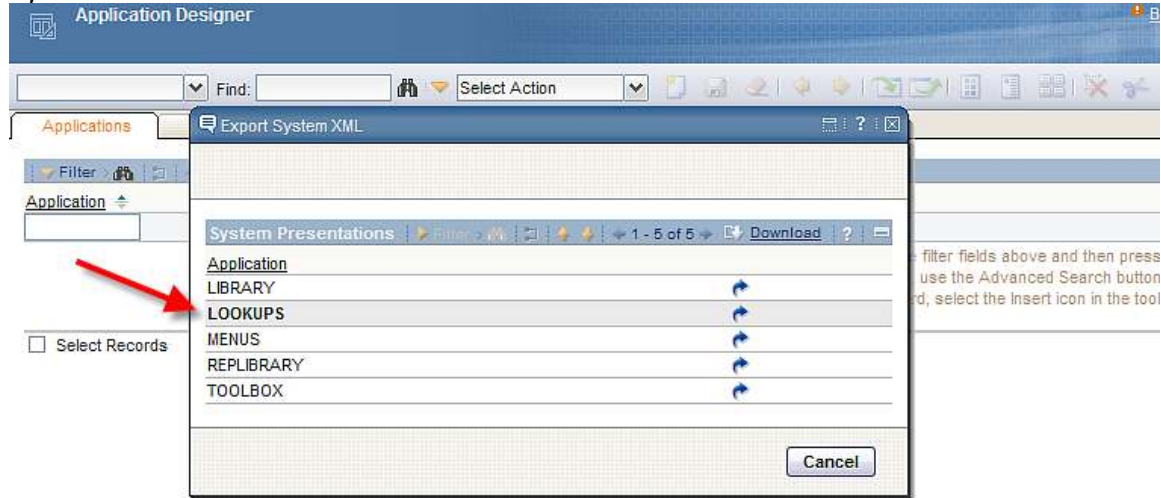 Application Designer
B
Find: Select Action
Applications
Export System XML ?
Filter
Application
System Presentations Filter 1 - 5 of 5 Download ?
Application
LIBRARY
LOOKUPS
MENUS
REPLIBRARY
TOOLBOX
filter fields above and then press
use the Advanced Search button
rd, select the Insert icon in the tool
Select Records
Cancel